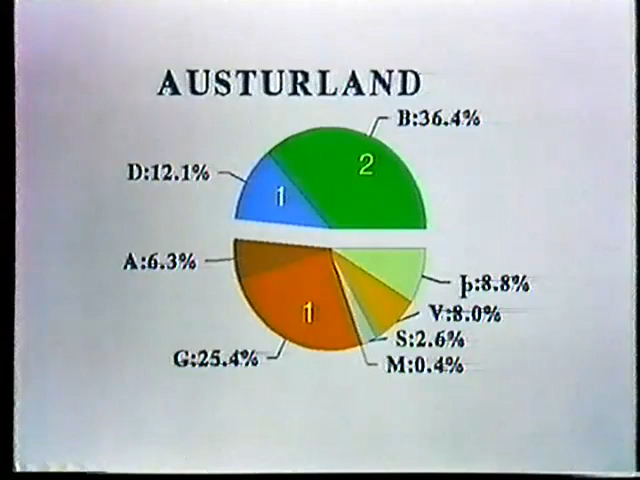 AUSTURLAND
B:36.4%
2
D:12.1%
1
A:6.3%
þ:8.8%
V:8.0%
1
S:2.6%
G:25.4%
M:0.4%